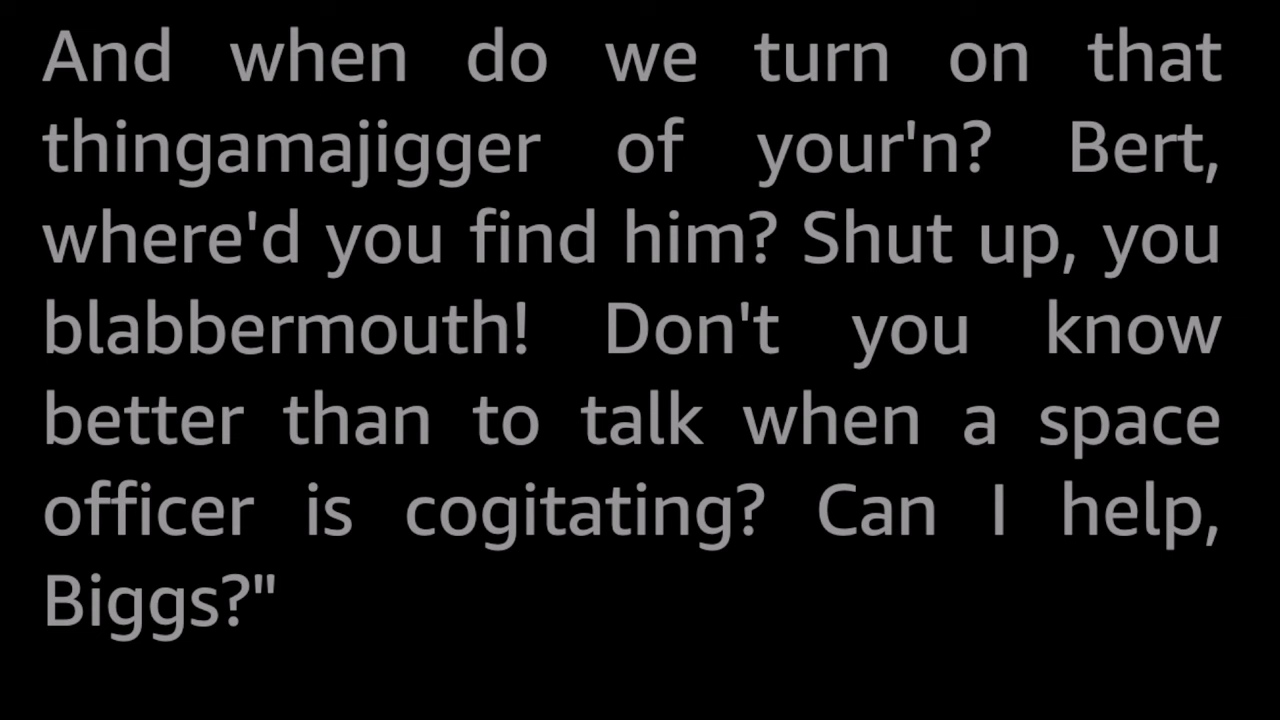 And when do we turn on that
thingamajigger of your'n? Bert,
where'd you find him? Shut up, you
blabbermouth! Don't you know
better than to talk when a space
officer is cogitating? Can I help,
Biggs?"